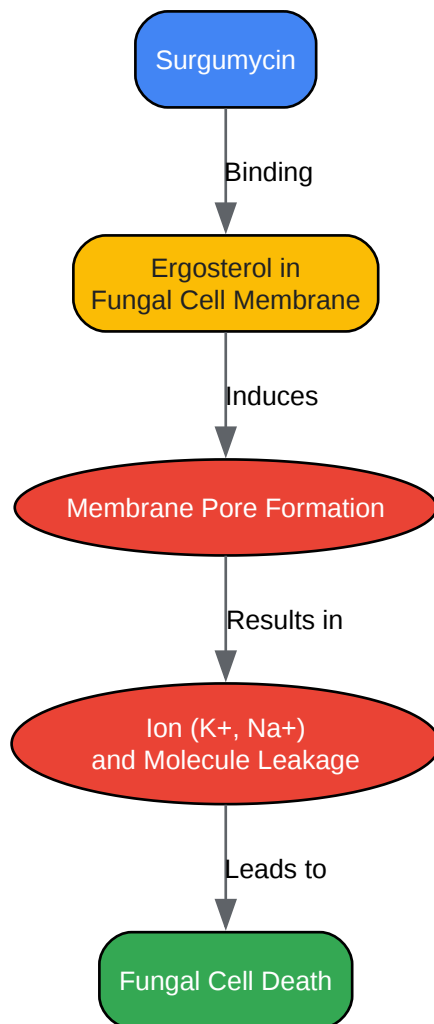 Surgumycin
Binding
Ergosterol in
Fungal Cell Membrane
Induces
Membrane Pore Formation
Results in
Ion (K+, Na+)
and Molecule Leakage
Leads to
Fungal Cell Death